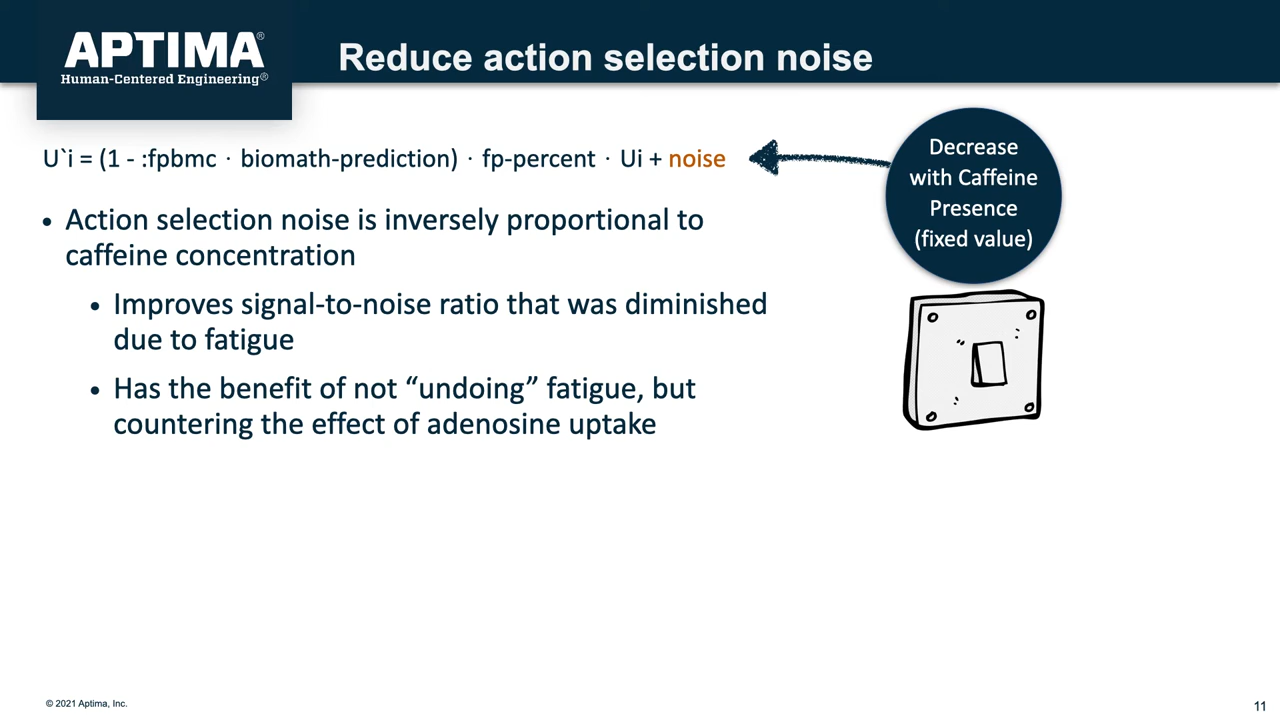 APTIMA®
Human-Centered Engineering®
Reduce action selection noise
U`i = (1 - :fpbmc · biomath-prediction) · fp-percent · Ui + noise
Decrease
with Caffeine
Presence
(fixed value)
• Action selection noise is inversely proportional to
caffeine concentration
• Improves signal-to-noise ratio that was diminished
due to fatigue
• Has the benefit of not “undoing” fatigue, but
countering the effect of adenosine uptake
© 2021 Aptima, Inc.
11